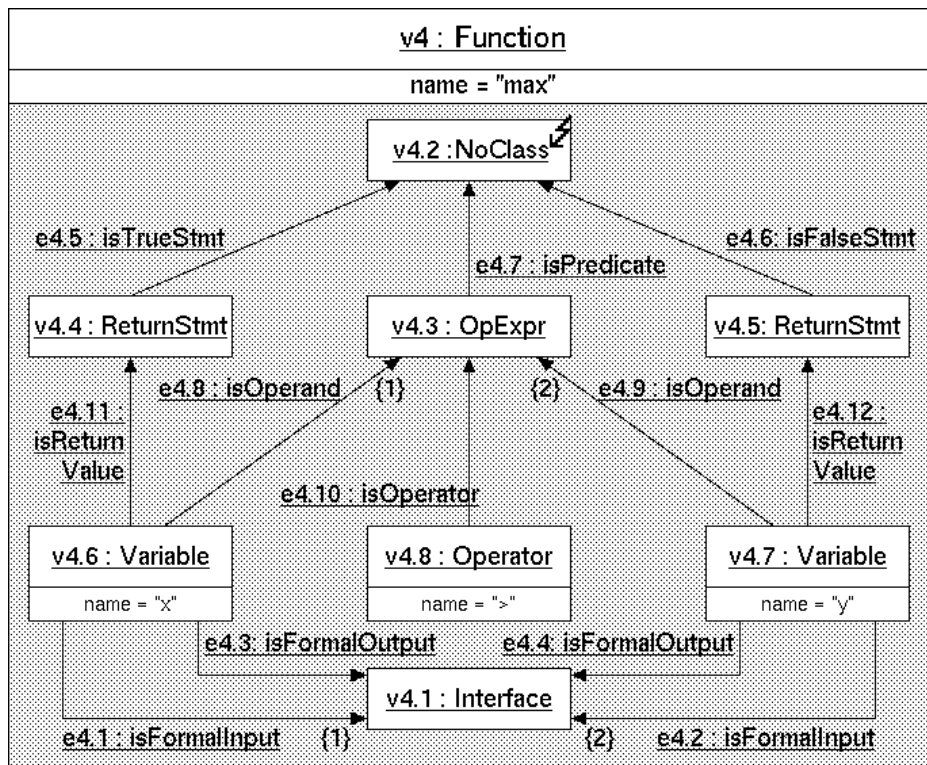 v4 : Function
name = "max"
v4.2 :NoClass
e4.5 : isTrueStmt
e4.6: isFalseStmt
e4.7 : isPredicate
v4.4 : ReturnStmt
v4.3 : OpExpr
v4.5: ReturnStmt
e4.8 : isOperand
{1}
{2}
e4.9 : isOperand
e4.11 :
isReturn
Value
e4.12 :
isReturn
Value
e4.10 : isOperator
v4.6 : Variable
name = "x"
v4.8 : Operator
name = ">"
v4.7 : Variable
name = "y"
e4.3: isFormalOutput
e4.4: isFormalOutput
v4.1 : Interface
e4.1 : isFormalInput
{1}
{2}
e4.2 : isFormalInput